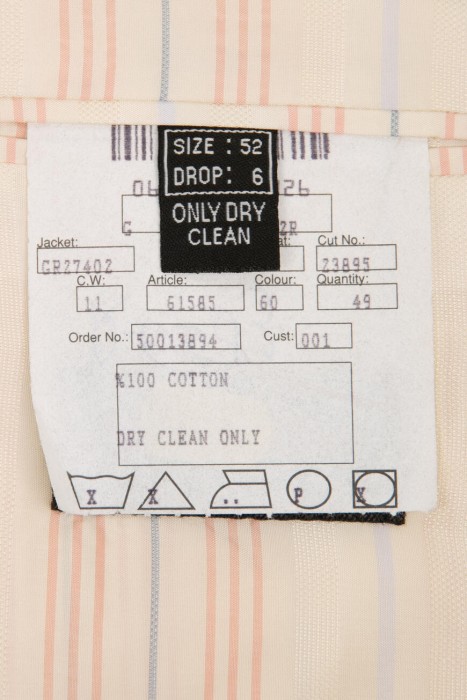 SIZE : 52
DROP: 6
ONLY DRY
CLEAN
Jacket:
GR27402
Cut No.:
23895
C.W:
11
Article:
61585
Colour:
60
Quantity:
49
Order No.:
50013894
Cust:
001
%100 COTTON
DRY CLEAN ONLY
X
X
..
P
X